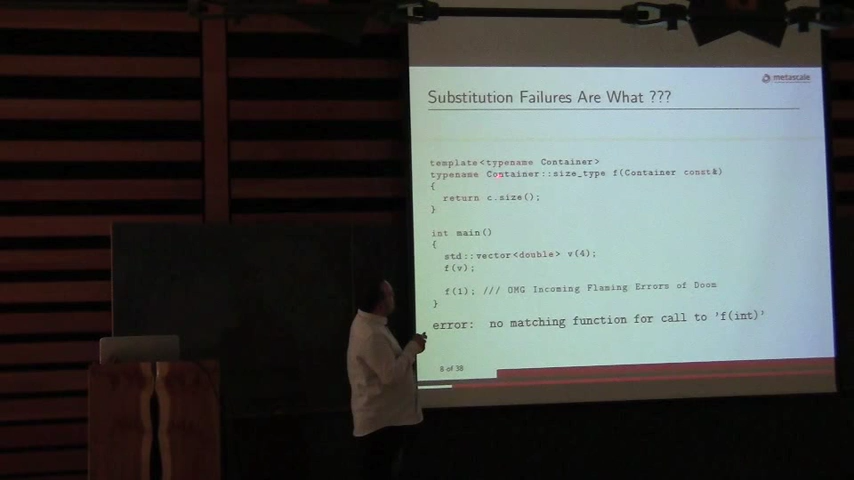 metascale
Substitution Failures Are What ???
template<typename Container>
typename Container::size_type f(Container const&)
{
return c.size();
}
int main()
{
std::vector<double> v(4);
f(v);
f(1); /// OMG Incoming Flaming Errors of Doom
}
error: no matching function for call to 'f(int)'
8 of 38